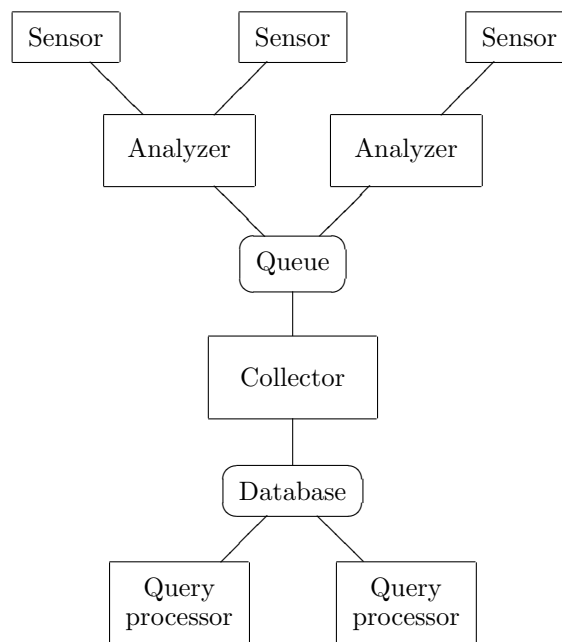 Sensor
Sensor
Sensor
Analyzer
Analyzer
Queue
Collector
Database
Query
processor
Query
processor